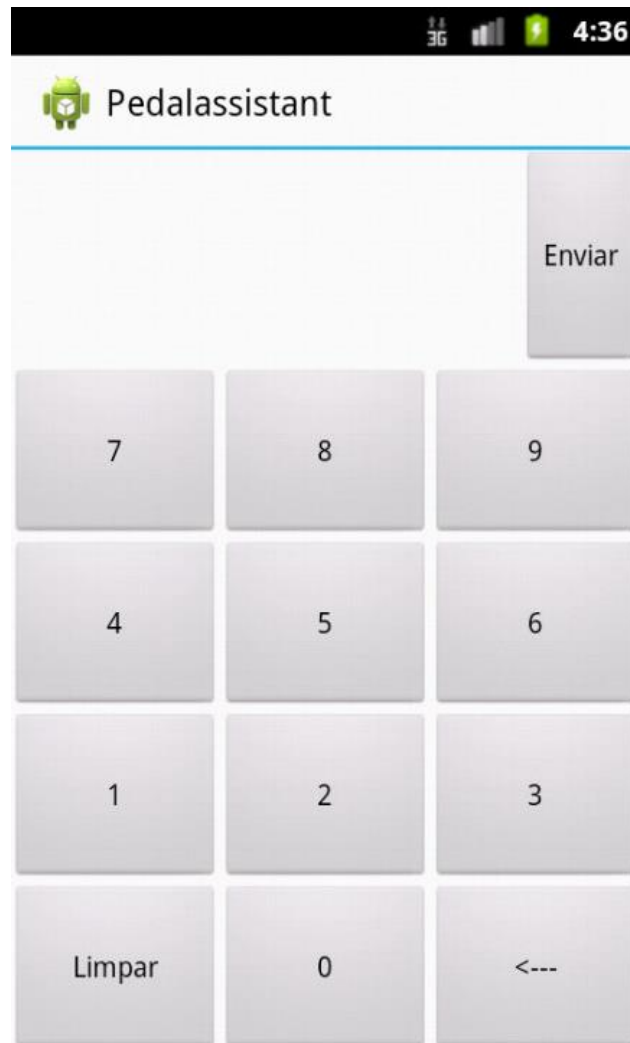 3G 4:36
Pedalassistant
Enviar
7 8 9
4 5 6
1 2 3
Limpar 0 <---